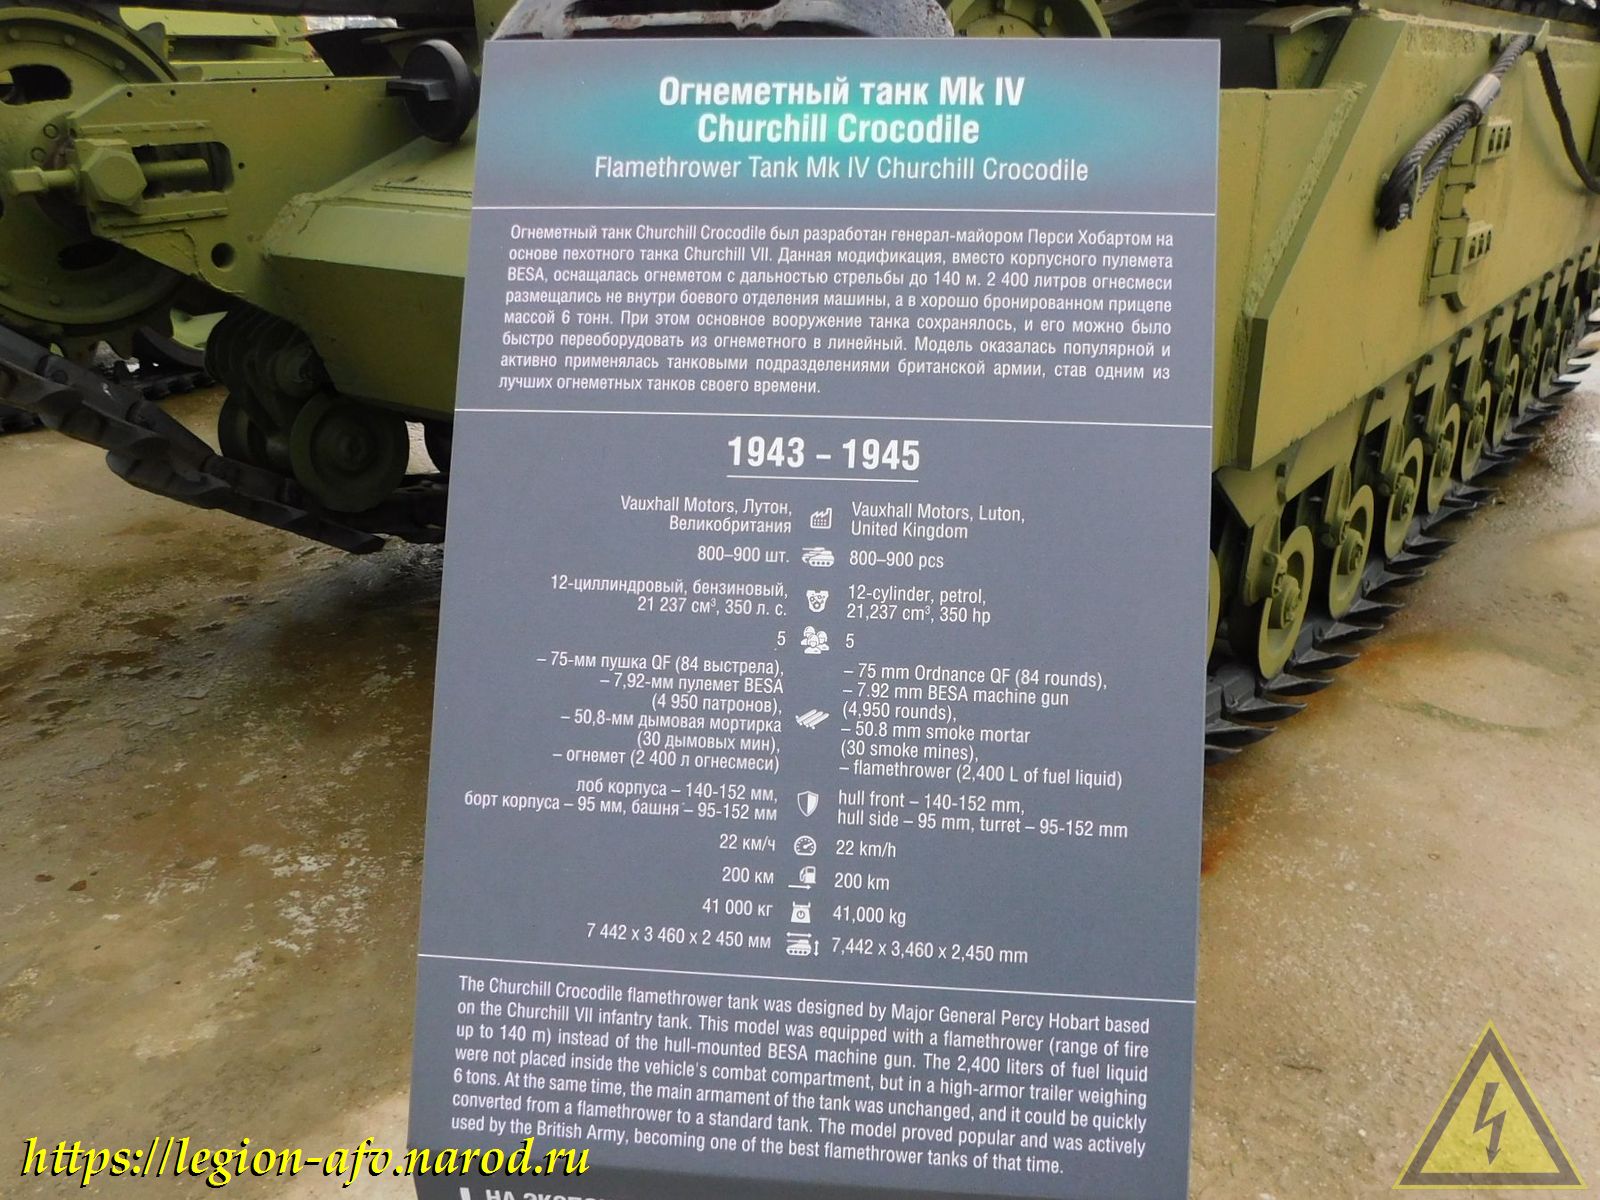 Огнеметный танк Mk IV
Churchill Crocodile
Flamethrower Tank Mk IV Churchill Crocodile
Огнеметный танк Churchill Crocodile был разработан генерал-майором Перси Хобартом на
основе пехотного танка Churchill VII. Данная модификация, вместо корпусного пулемета
BESA, оснащалась огнеметом с дальностью стрельбы до 140 м. 2 400 литров огнесмеси
размещались не внутри боевого отделения машины, а в хорошо бронированном прицепе
массой 6 тонн. При этом основное вооружение танка сохранялось, и его можно было
быстро переоборудовать из огнеметного в линейный. Модель оказалась популярной и
активно применялась танковыми подразделениями британской армии, став одним из
лучших огнеметных танков своего времени.
1943 – 1945
Vauxhall Motors, Лутон,
Великобритания
Vauxhall Motors, Luton,
United Kingdom
800–900 шт.
800–900 pcs
12-циллиндровый, бензиновый,
21 237 см³, 350 л. с.
12-cylinder, petrol,
21,237 cm³, 350 hp
5
5
– 75-мм пушка QF (84 выстрела),
– 7,92-мм пулемет BESA
(4 950 патронов),
– 50,8-мм дымовая мортирка
(30 дымовых мин),
– огнемет (2 400 л огнесмеси)
– 75 mm Ordnance QF (84 rounds),
– 7.92 mm BESA machine gun
(4,950 rounds),
– 50.8 mm smoke mortar
(30 smoke mines),
– flamethrower (2,400 L of fuel liquid)
лоб корпуса – 140-152 мм,
борт корпуса – 95 мм, башня – 95-152 мм
hull front – 140-152 mm,
hull side – 95 mm, turret – 95-152 mm
22 км/ч
22 km/h
200 км
200 km
41 000 кг
41,000 kg
7 442 x 3 460 x 2 450 мм
7,442 x 3,460 x 2,450 mm
The Churchill Crocodile flamethrower tank was designed by Major General Percy Hobart based
on the Churchill VII infantry tank. This model was equipped with a flamethrower (range of fire
up to 140 m) instead of the hull-mounted BESA machine gun. The 2,400 liters of fuel liquid
were not placed inside the vehicle's combat compartment, but in a high-armor trailer weighing
6 tons. At the same time, the main armament of the tank was unchanged, and it could be quickly
converted from a flamethrower to a standard tank. The model proved popular and was actively
used by the British Army, becoming one of the best flamethrower tanks of that time.
https://legion-afv.narod.ru